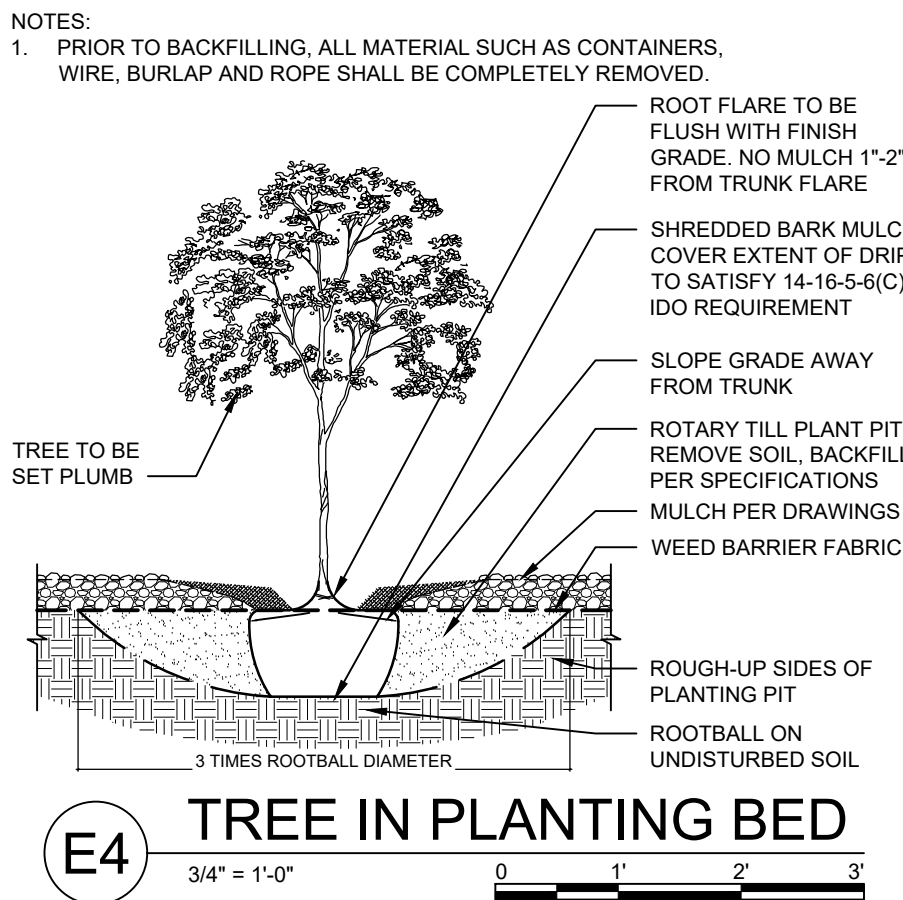 NOTES:
1. PRIOR TO BACKFILLING, ALL MATERIAL SUCH AS CONTAINERS,
WIRE, BURLAP AND ROPE SHALL BE COMPLETELY REMOVED.
ROOT FLARE TO BE
FLUSH WITH FINISH
GRADE. NO MULCH 1"-2"
FROM TRUNK FLARE
SHREDDED BARK MULC
COVER EXTENT OF DRIP
TO SATISFY 14-16-5-6(C)
IDO REQUIREMENT
SLOPE GRADE AWAY
FROM TRUNK
ROTARY TILL PLANT PIT
REMOVE SOIL, BACKFILL
PER SPECIFICATIONS
MULCH PER DRAWINGS
WEED BARRIER FABRIC
TREE TO BE
SET PLUMB
ROUGH-UP SIDES OF
PLANTING PIT
ROOTBALL ON
UNDISTURBED SOIL
3 TIMES ROOTBALL DIAMETER
E4
TREE IN PLANTING BED
3/4" = 1'-0"
0 1' 2' 3'